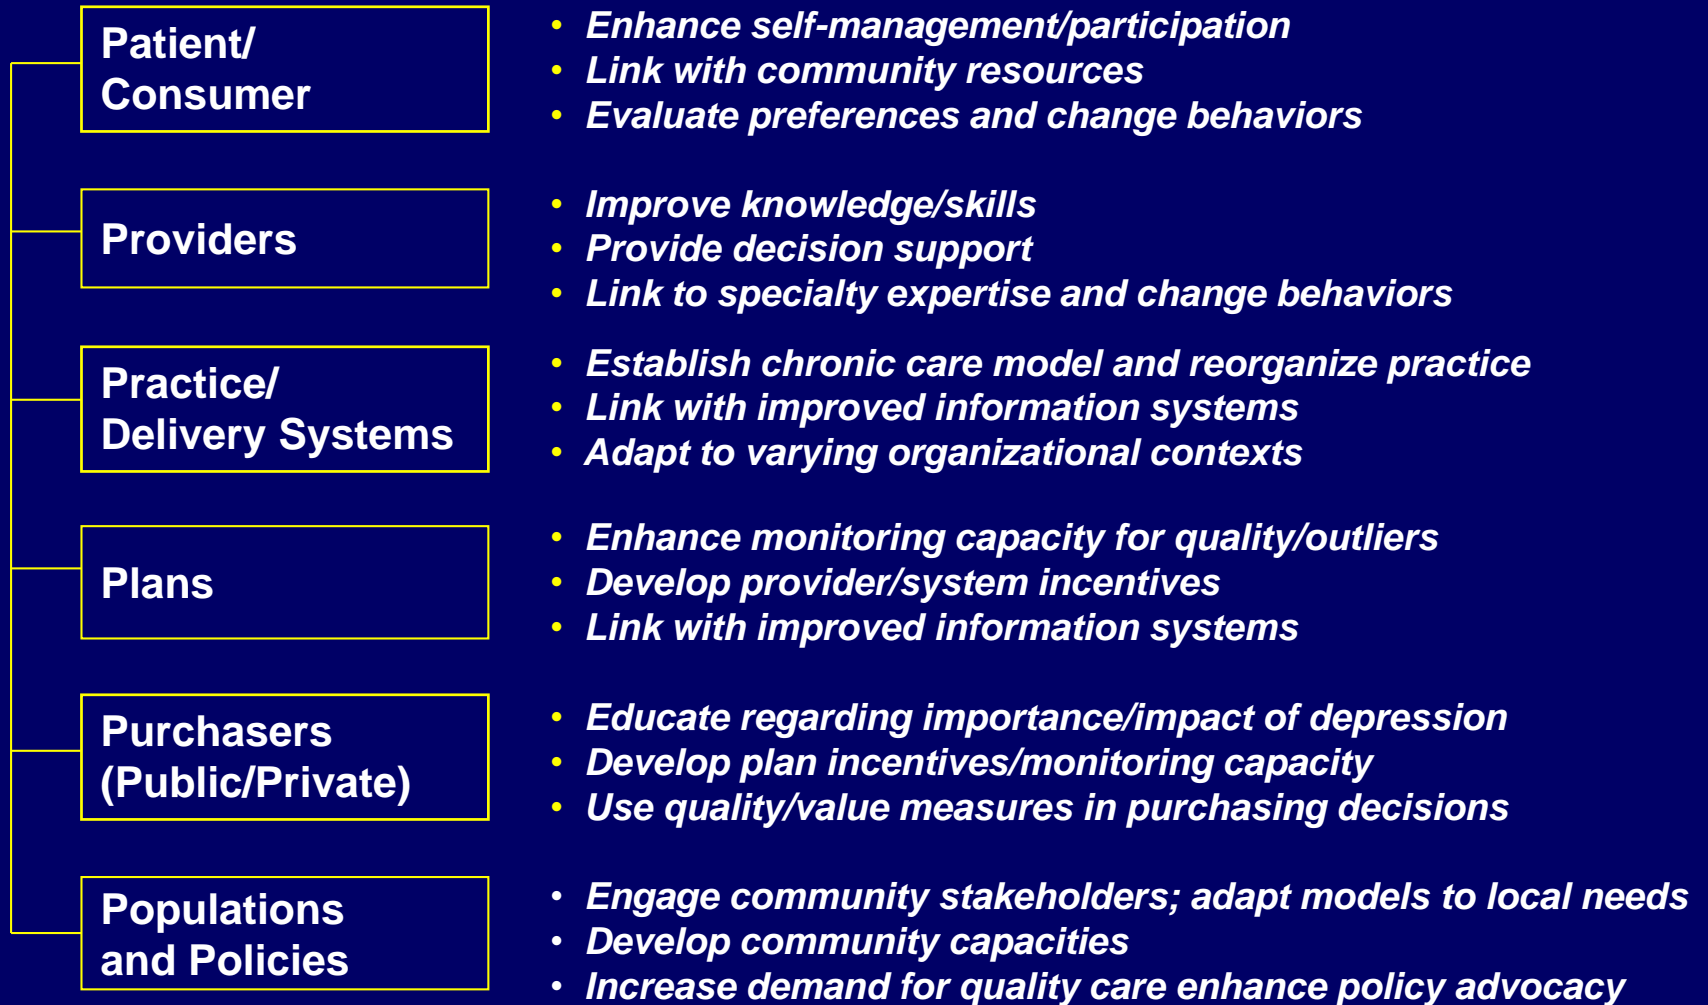 Patient/
Consumer
• Enhance self-management/participation
• Link with community resources
• Evaluate preferences and change behaviors
Providers
• Improve knowledge/skills
• Provide decision support
• Link to specialty expertise and change behaviors
Practice/
Delivery Systems
• Establish chronic care model and reorganize practice
• Link with improved information systems
• Adapt to varying organizational contexts
Plans
• Enhance monitoring capacity for quality/outliers
• Develop provider/system incentives
• Link with improved information systems
Purchasers
(Public/Private)
• Educate regarding importance/impact of depression
• Develop plan incentives/monitoring capacity
• Use quality/value measures in purchasing decisions
Populations
and Policies
• Engage community stakeholders; adapt models to local needs
• Develop community capacities
• Increase demand for quality care enhance policy advocacy